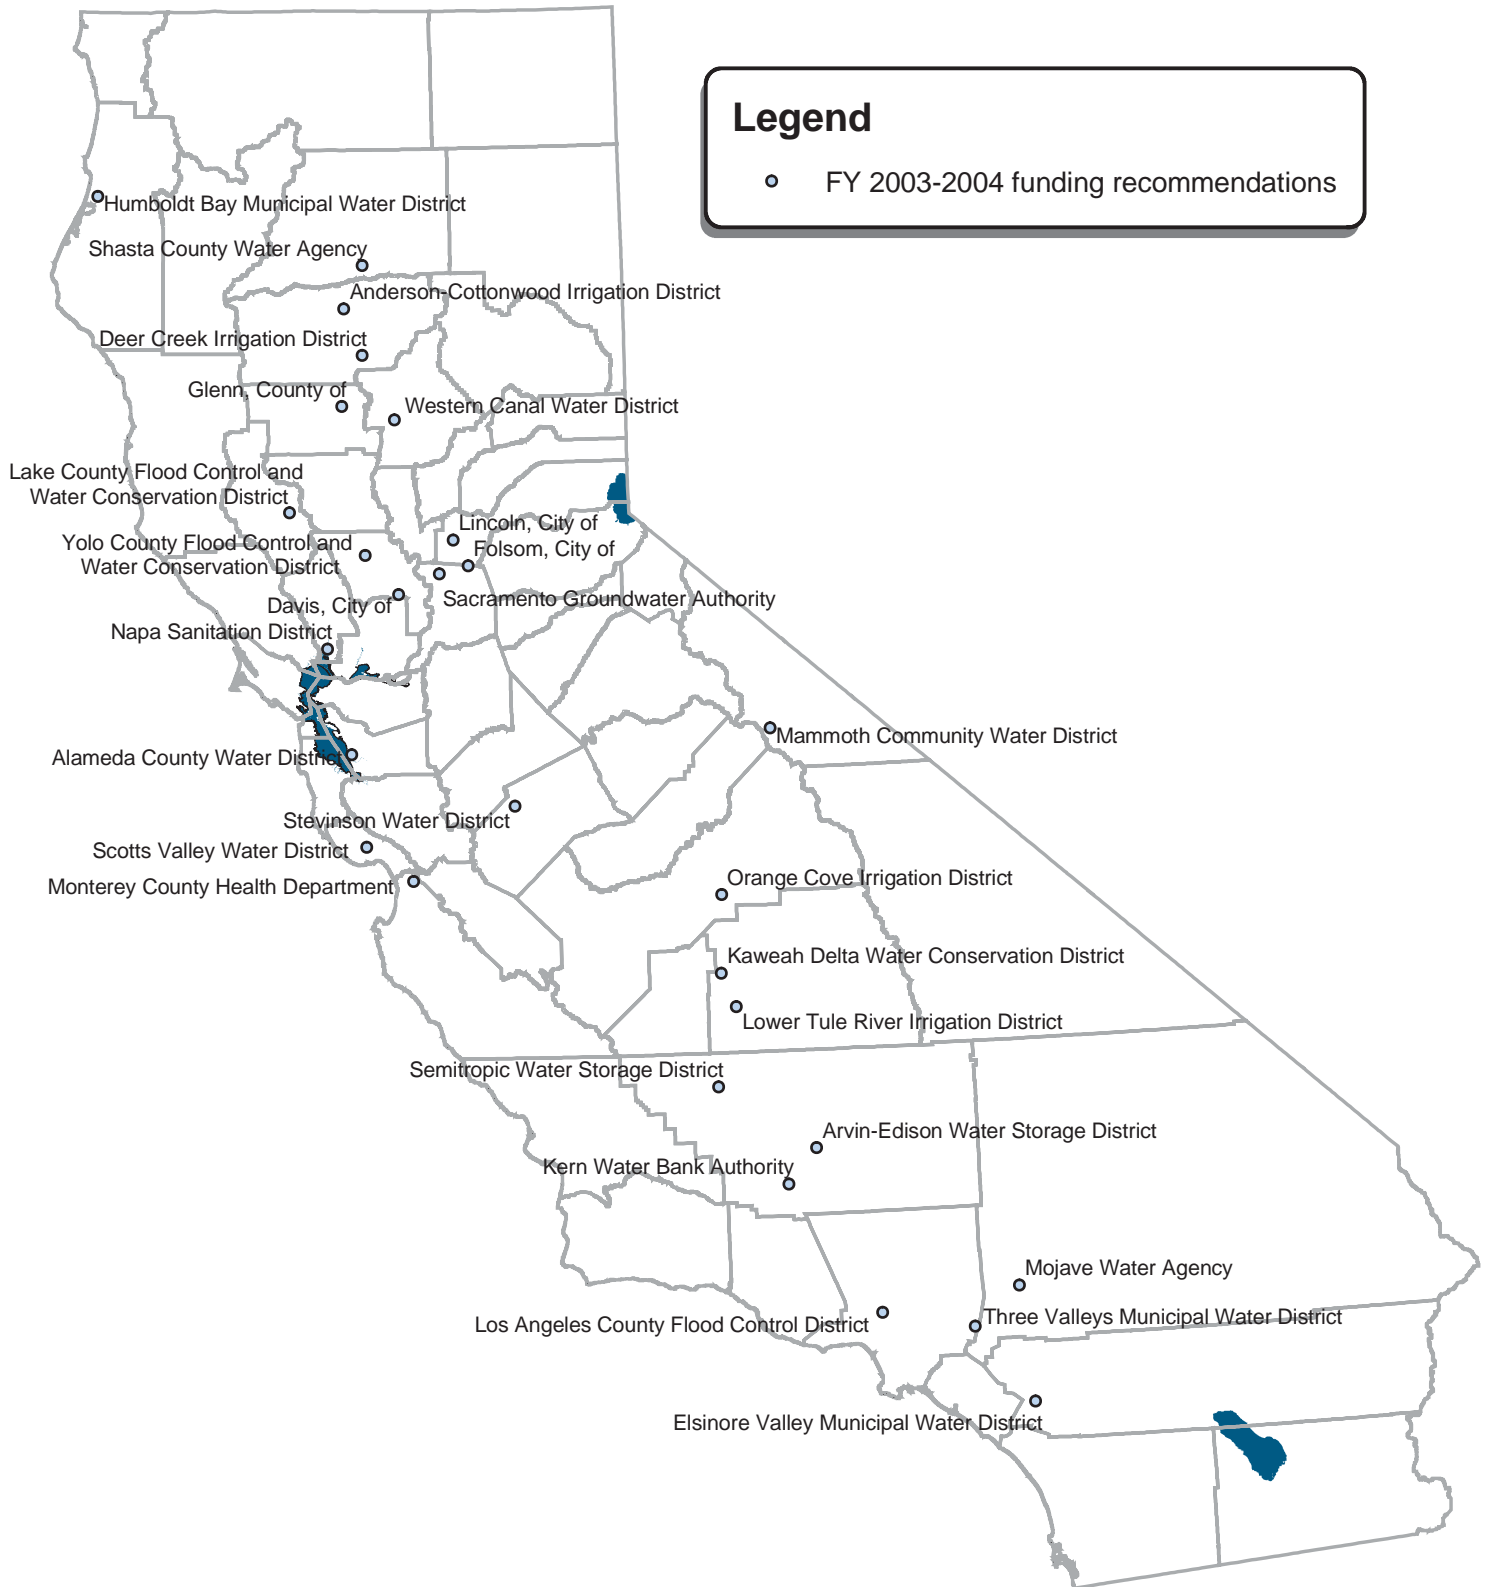 Legend
FY 2003-2004 funding recommendations
Humboldt Bay Municipal Water District
Shasta County Water Agency
Anderson-Cottonwood Irrigation District
Deer Creek Irrigation District
Glenn, County of
Western Canal Water District
Lake County Flood Control and
Water Conservation District
Lincoln, City of
Yolo County Flood Control and
Water Conservation District
Folsom, City of
Sacramento Groundwater Authority
Davis, City of
Napa Sanitation District
Mammoth Community Water District
Alameda County Water District
Stevinson Water District
Scotts Valley Water District
Monterey County Health Department
Orange Cove Irrigation District
Kaweah Delta Water Conservation District
Lower Tule River Irrigation District
Semitropic Water Storage District
Arvin-Edison Water Storage District
Kern Water Bank Authority
Mojave Water Agency
Three Valleys Municipal Water District
Los Angeles County Flood Control District
Elsinore Valley Municipal Water District